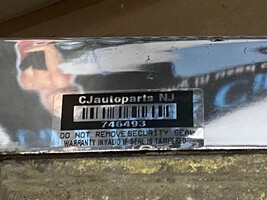 CJautoparts NJ
746493
DO NOT REMOVE SECURITY SEAL
WARRANTY INVALID IF SEAL IS TAMPERED